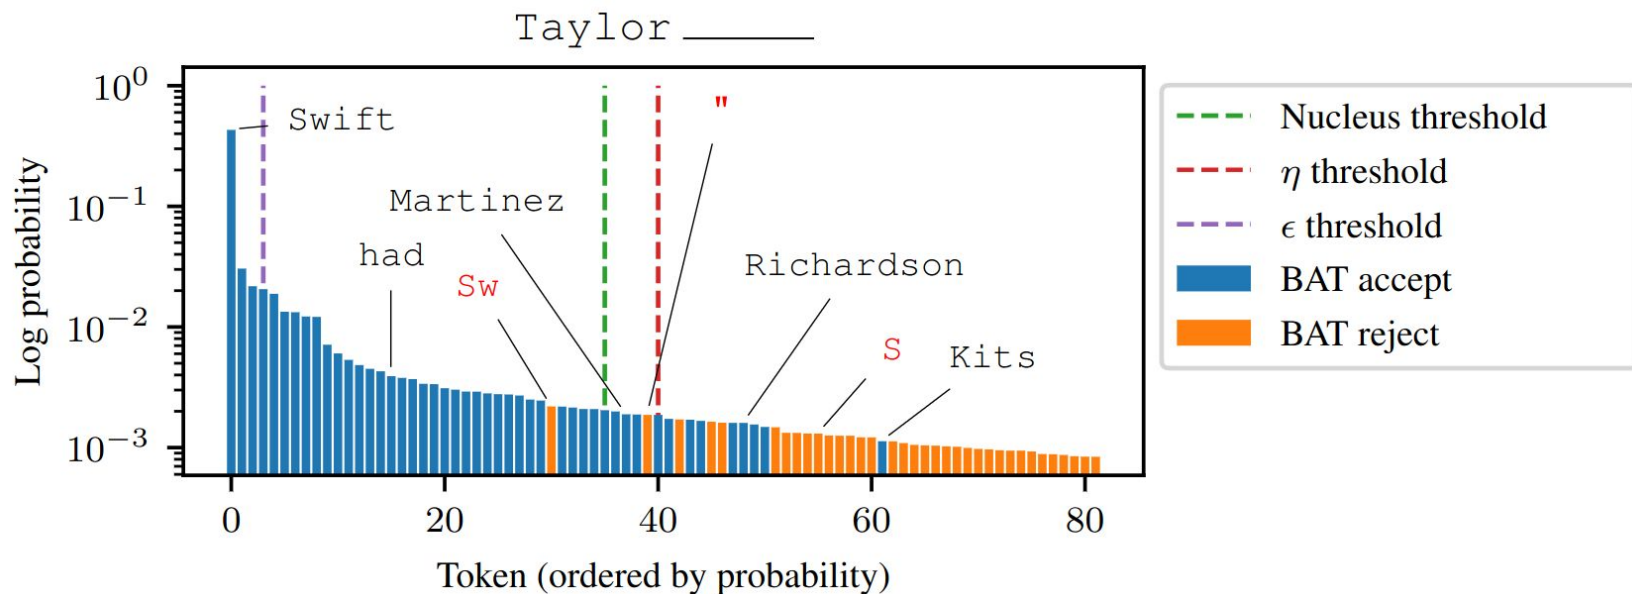 Taylor ______
Log probability
10^0
10^-1
10^-2
10^-3
Swift
"
Martinez
had
Sw
Richardson
S
Kits
0 20 40 60 80
Token (ordered by probability)
Nucleus threshold
η threshold
ϵ threshold
BAT accept
BAT reject